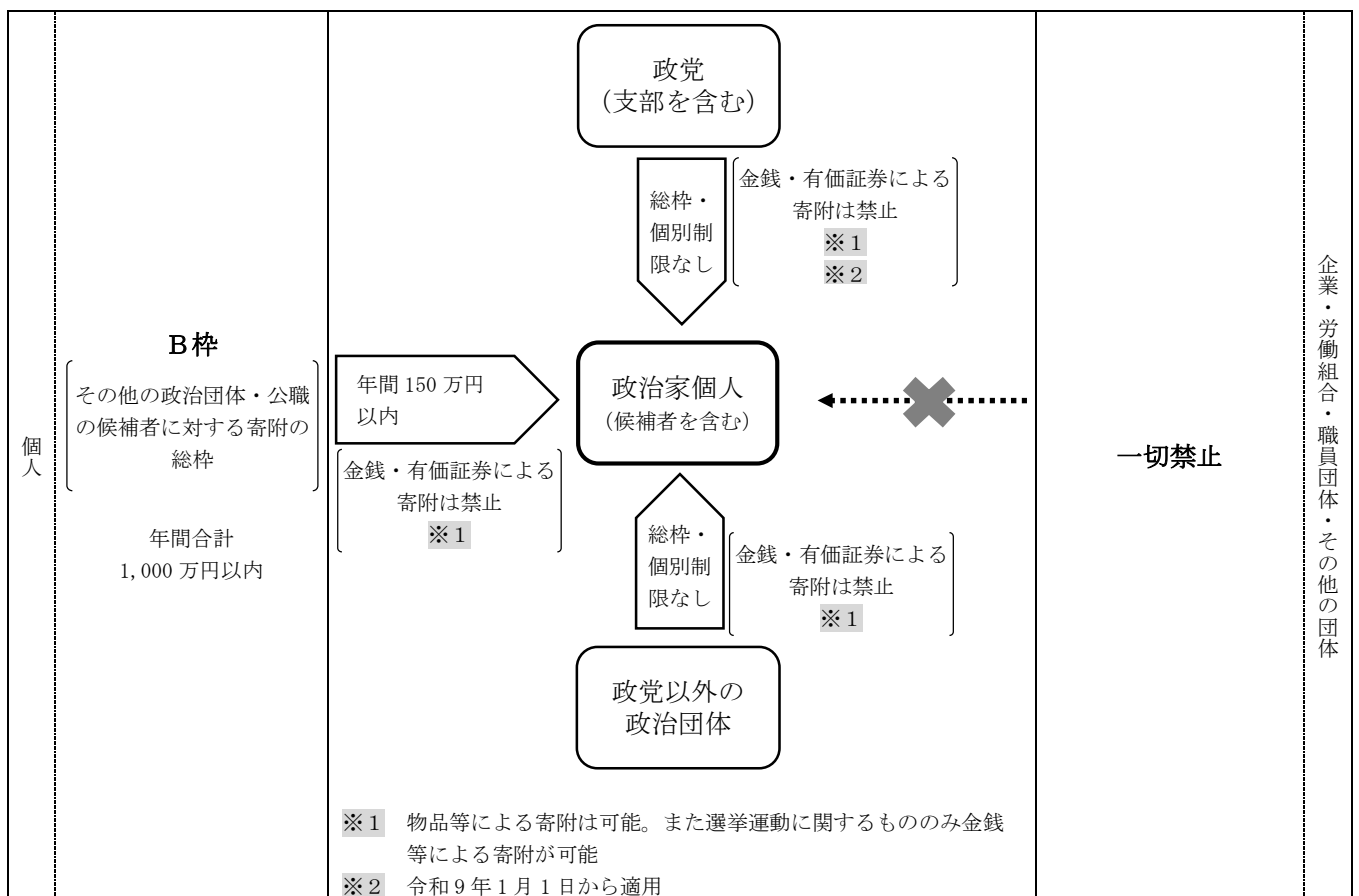 政党
（支部を含む）
総枠・
個別制
限なし
金銭・有価証券による
寄附は禁止
※１
※２
個人
Ｂ枠
その他の政治団体・公職
の候補者に対する寄附の
総枠
年間合計
1,000 万円以内
年間 150 万円
以内
金銭・有価証券による
寄附は禁止
※１
政治家個人
（候補者を含む）
一切禁止
企業・労働組合・職員団体・その他の団体
総枠・
個別制
限なし
金銭・有価証券による
寄附は禁止
※１
政党以外の
政治団体
※１　物品等による寄附は可能。また選挙運動に関するもののみ金銭
等による寄附が可能
※２　令和９年１月１日から適用